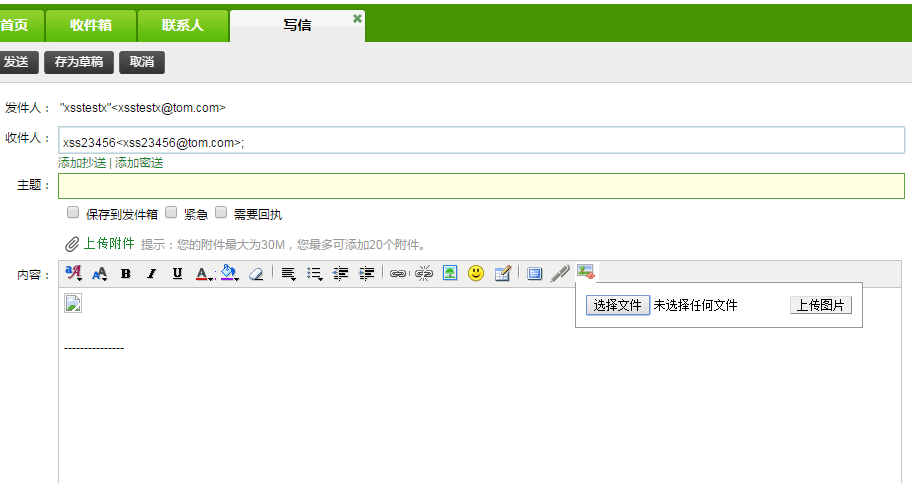 首页 收件箱 联系人 写信
发送 存为草稿 取消
发件人： "xsstestx"<xsstestx@tom.com>
收件人： xss23456<xss23456@tom.com>;
添加抄送 | 添加密送
主题：
保存到发件箱 紧急 需要回执
上传附件 提示：您的附件最大为30M，您最多可添加20个附件。
内容：
选择文件 未选择任何文件 上传图片
---------------